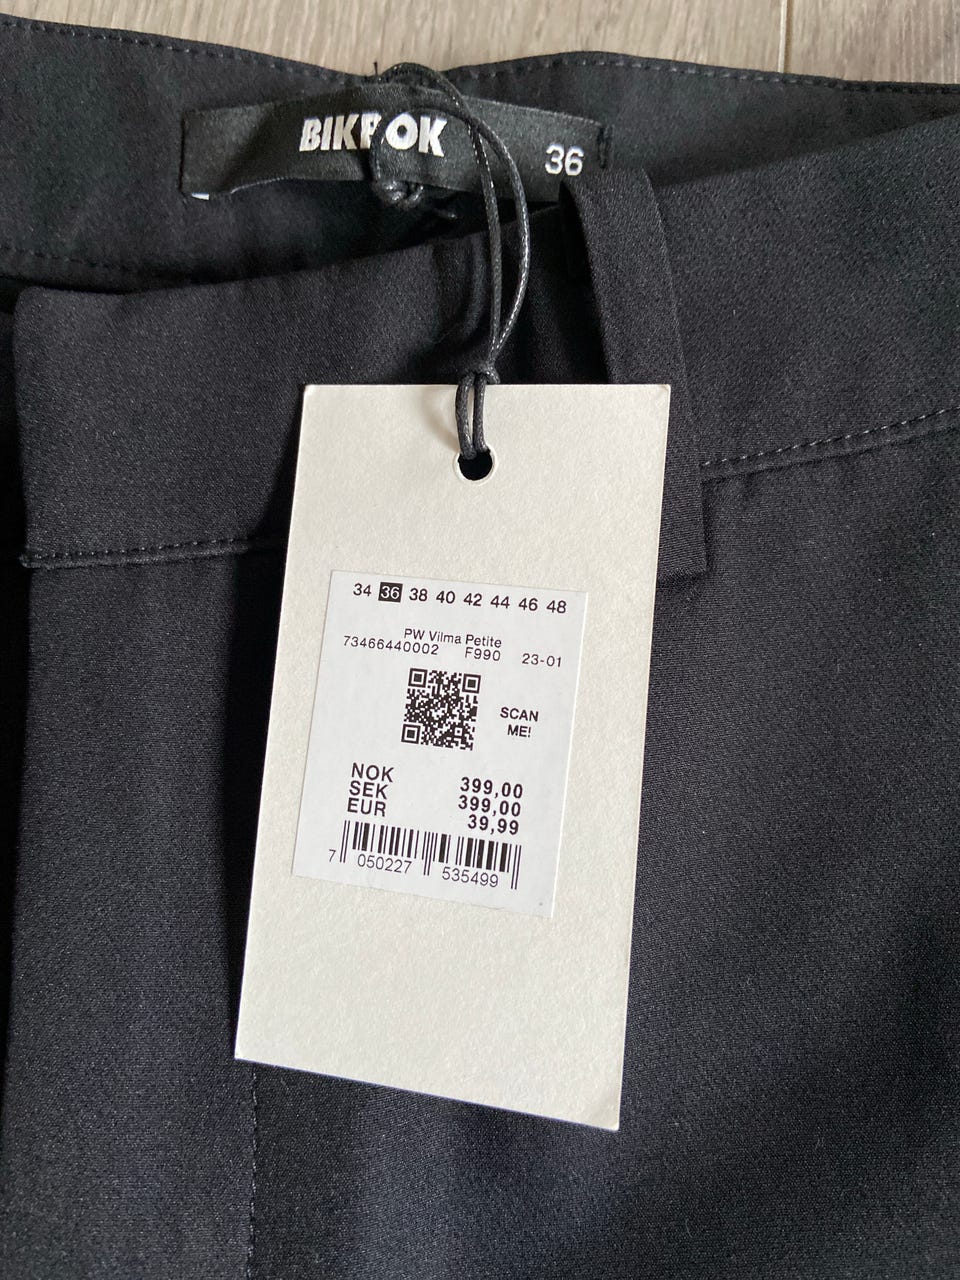 BIKBOK
36
34 36 38 40 42 44 46 48
PW Vilma Petite
73466440002 F990 23-01
SCAN
ME!
NOK 399,00
SEK 399,00
EUR 39,99
7 050227 535499